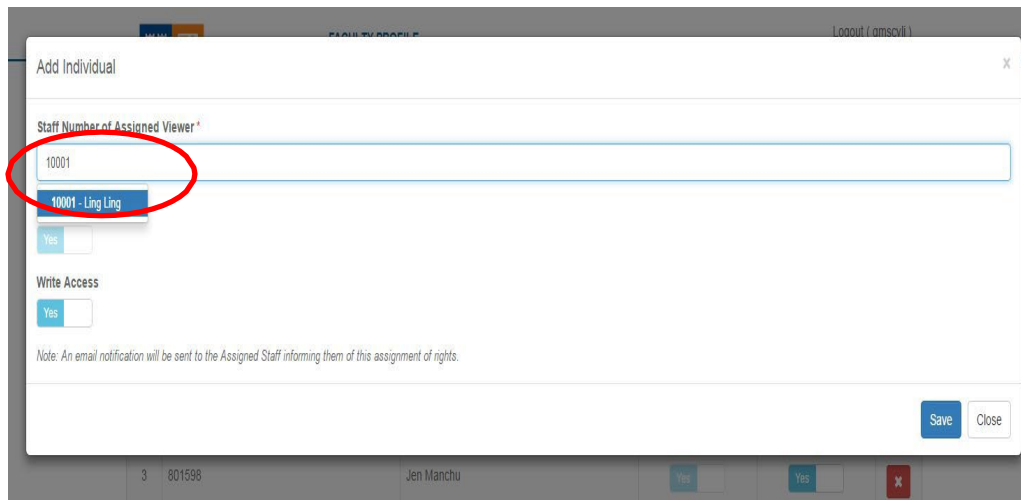 FACULTY PROFILE
Logout ( qmscvli )
Add Individual
x
Staff Number of Assigned Viewer *
10001
10001 - Ling Ling
Yes
Write Access
Yes
Note: An email notification will be sent to the Assigned Staff informing them of this assignment of rights.
Save Close
3 801598 Jen Manchu Yes Yes x